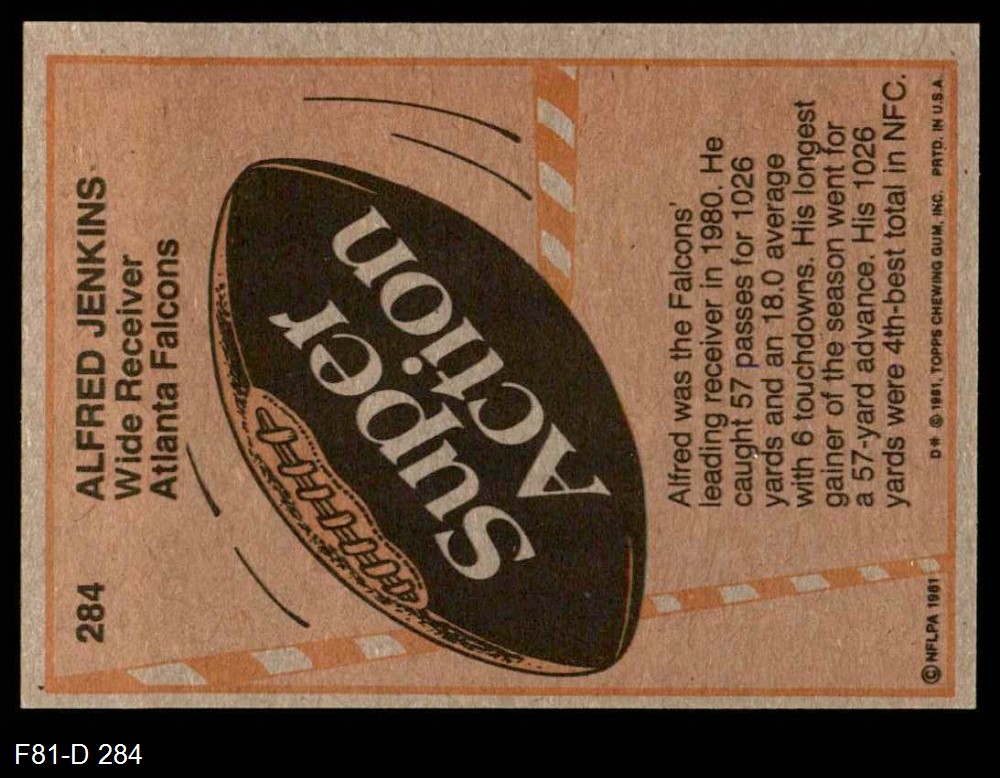 284
ALFRED JENKINS
Wide Receiver
Atlanta Falcons
Super
Action
Alfred was the Falcons'
leading receiver in 1980. He
caught 57 passes for 1026
yards and an 18.0 average
with 6 touchdowns. His longest
gainer of the season went for
a 57-yard advance. His 1026
yards were 4th-best total in NFC.
© NFLPA 1981 D* © 1981, TOPPS CHEWING GUM, INC. PRTD. IN U.S.A.
F81-D 284